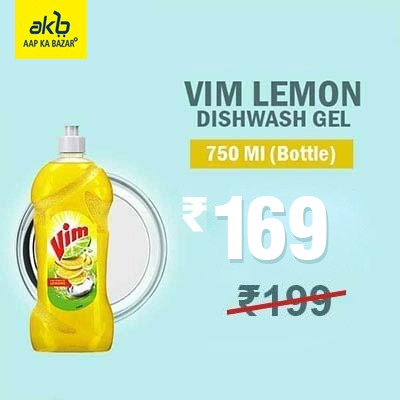 akb
AAP KA BAZAR
VIM LEMON
DISHWASH GEL
750 Ml (Bottle)
₹169
₹199
Vim